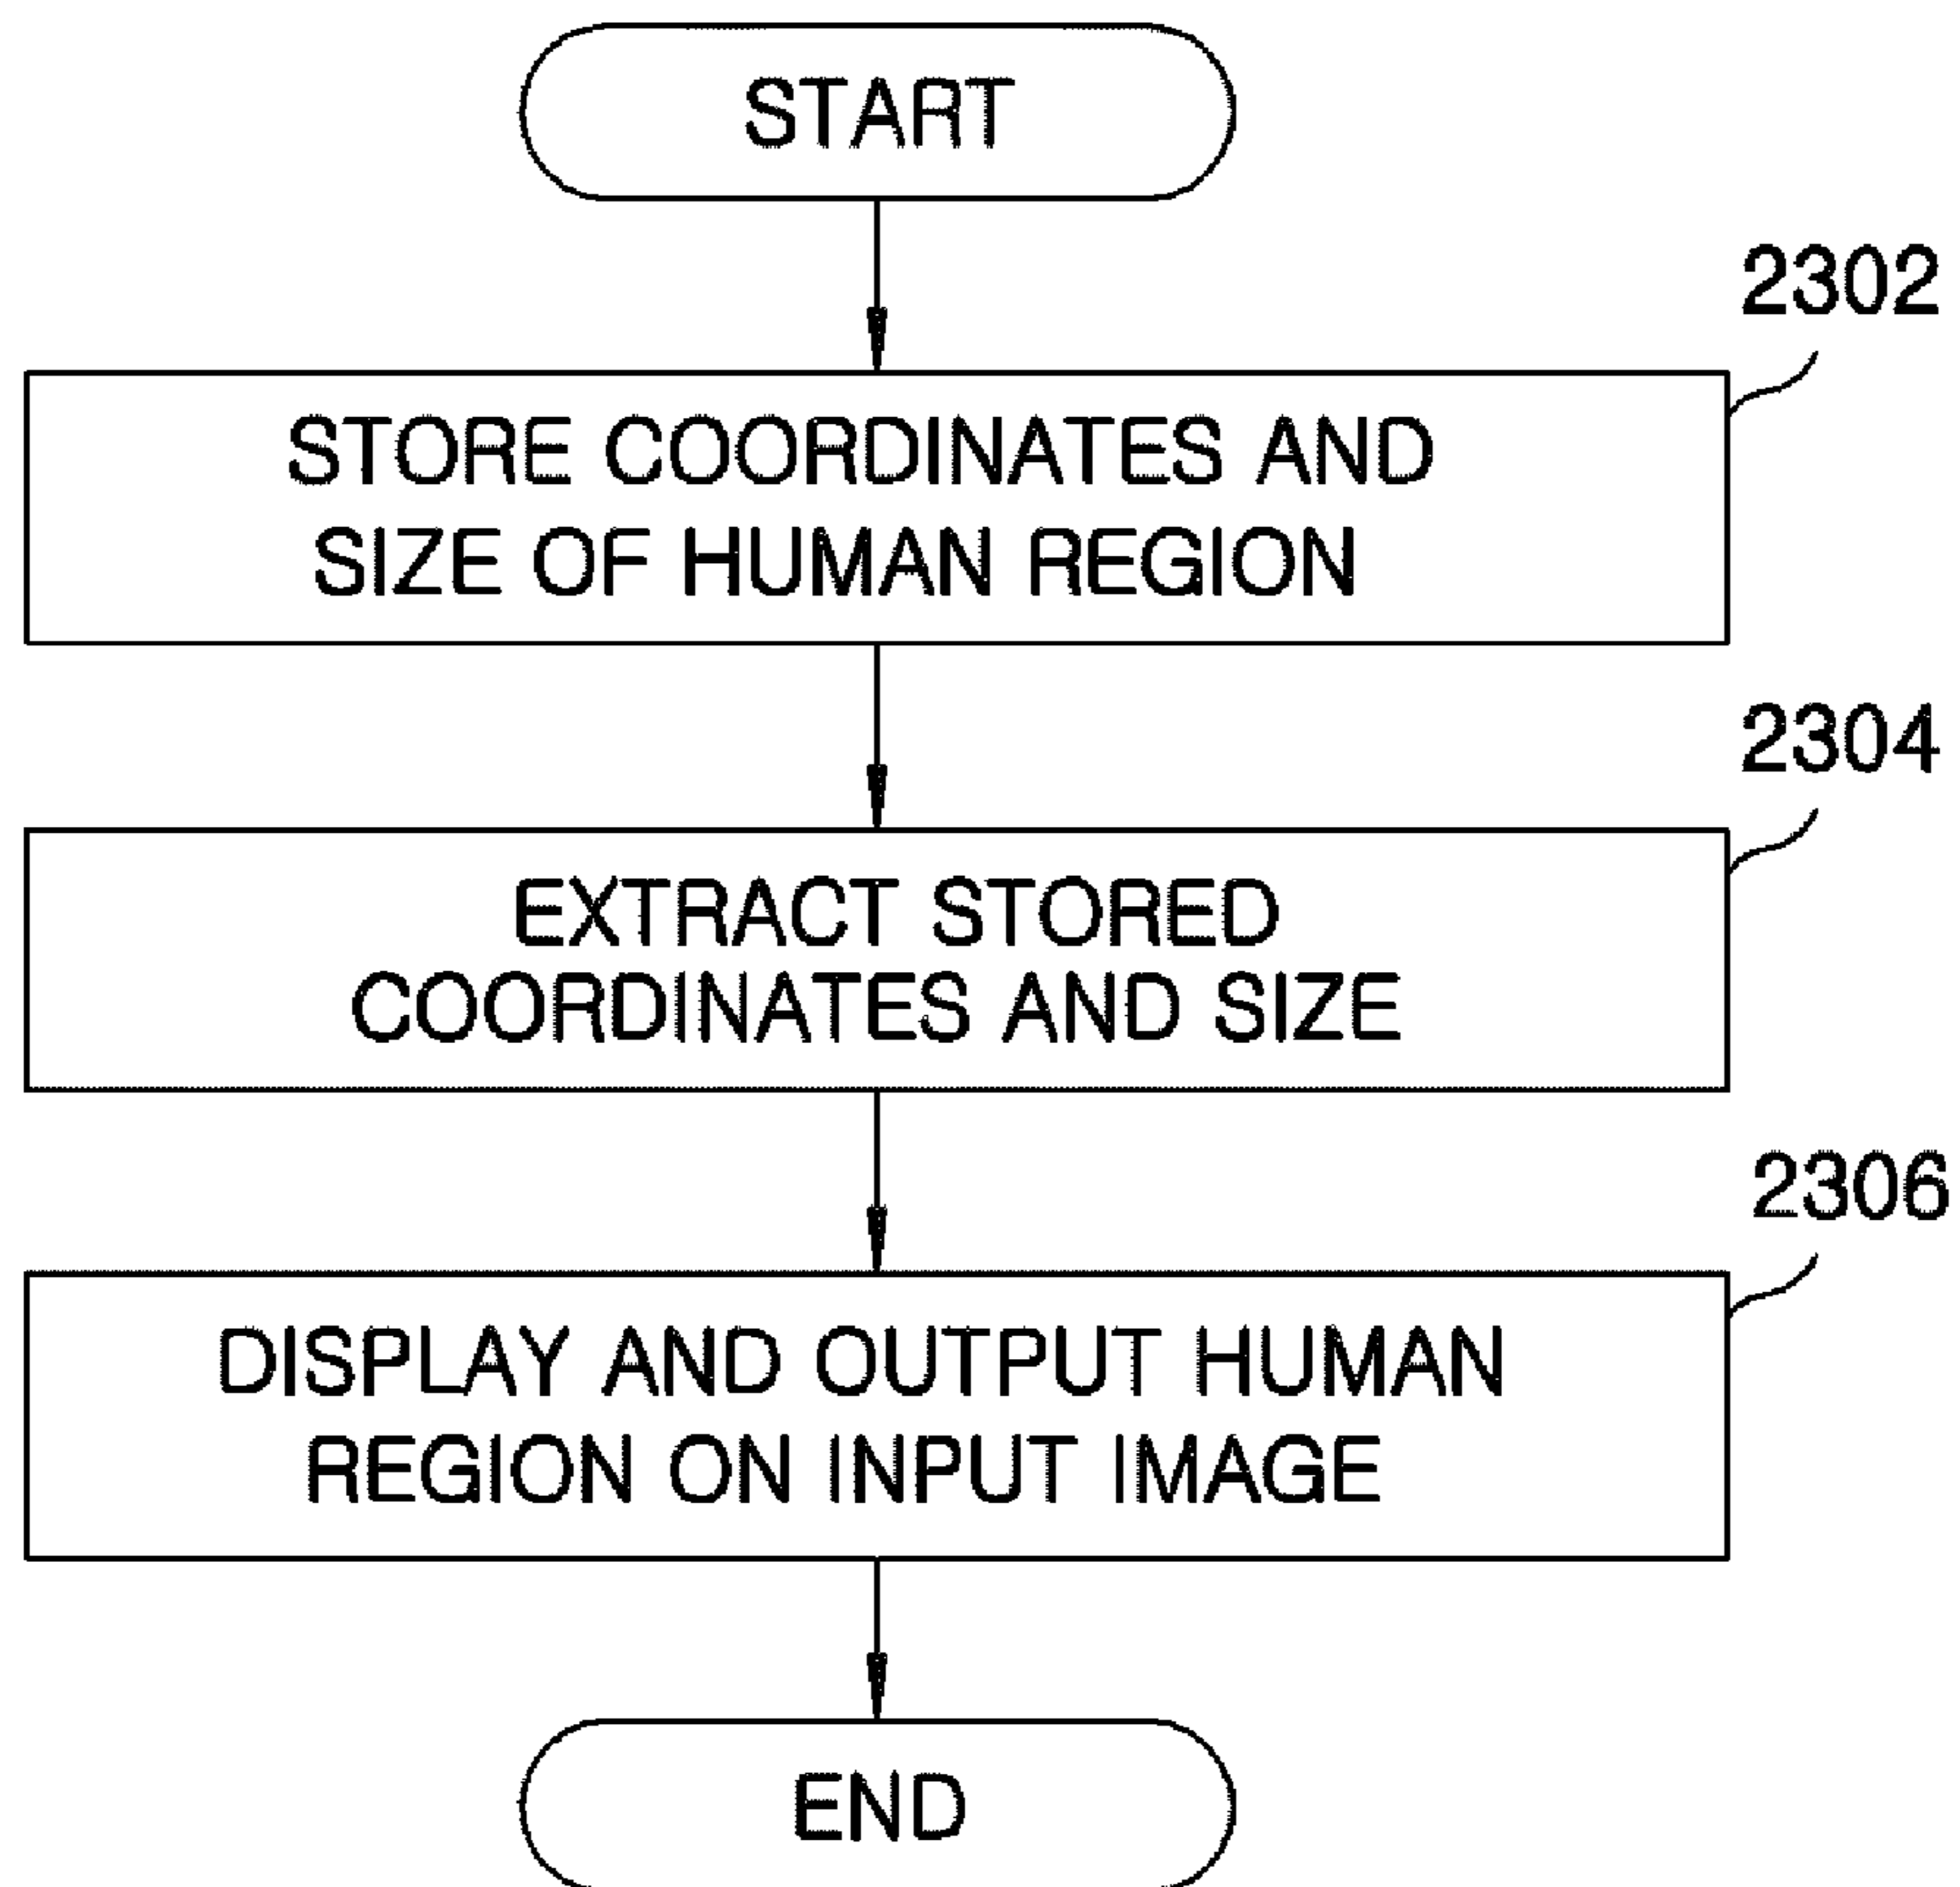 START
2302
STORE COORDINATES AND
SIZE OF HUMAN REGION
2304
EXTRACT STORED
COORDINATES AND SIZE
2306
DISPLAY AND OUTPUT HUMAN
REGION ON INPUT IMAGE
END